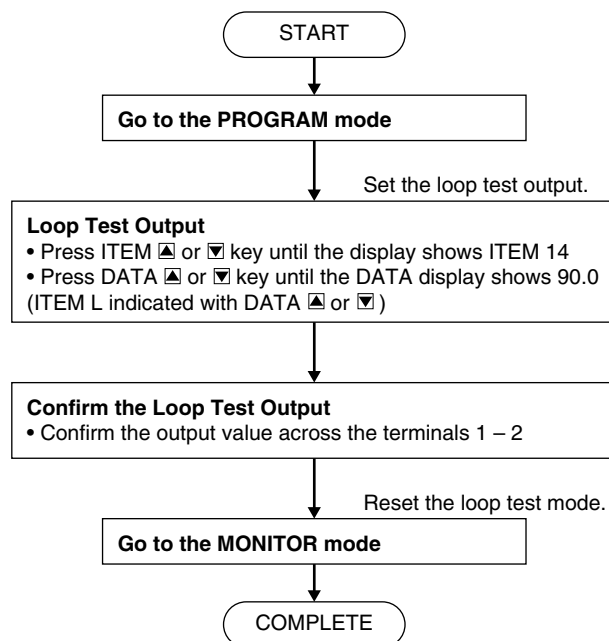 START
Go to the PROGRAM mode
Set the loop test output.
Loop Test Output
• Press ITEM ▲ or ▼ key until the display shows ITEM 14
• Press DATA ▲ or ▼ key until the DATA display shows 90.0
(ITEM L indicated with DATA ▲ or ▼ )
Confirm the Loop Test Output
• Confirm the output value across the terminals 1 – 2
Reset the loop test mode.
Go to the MONITOR mode
COMPLETE